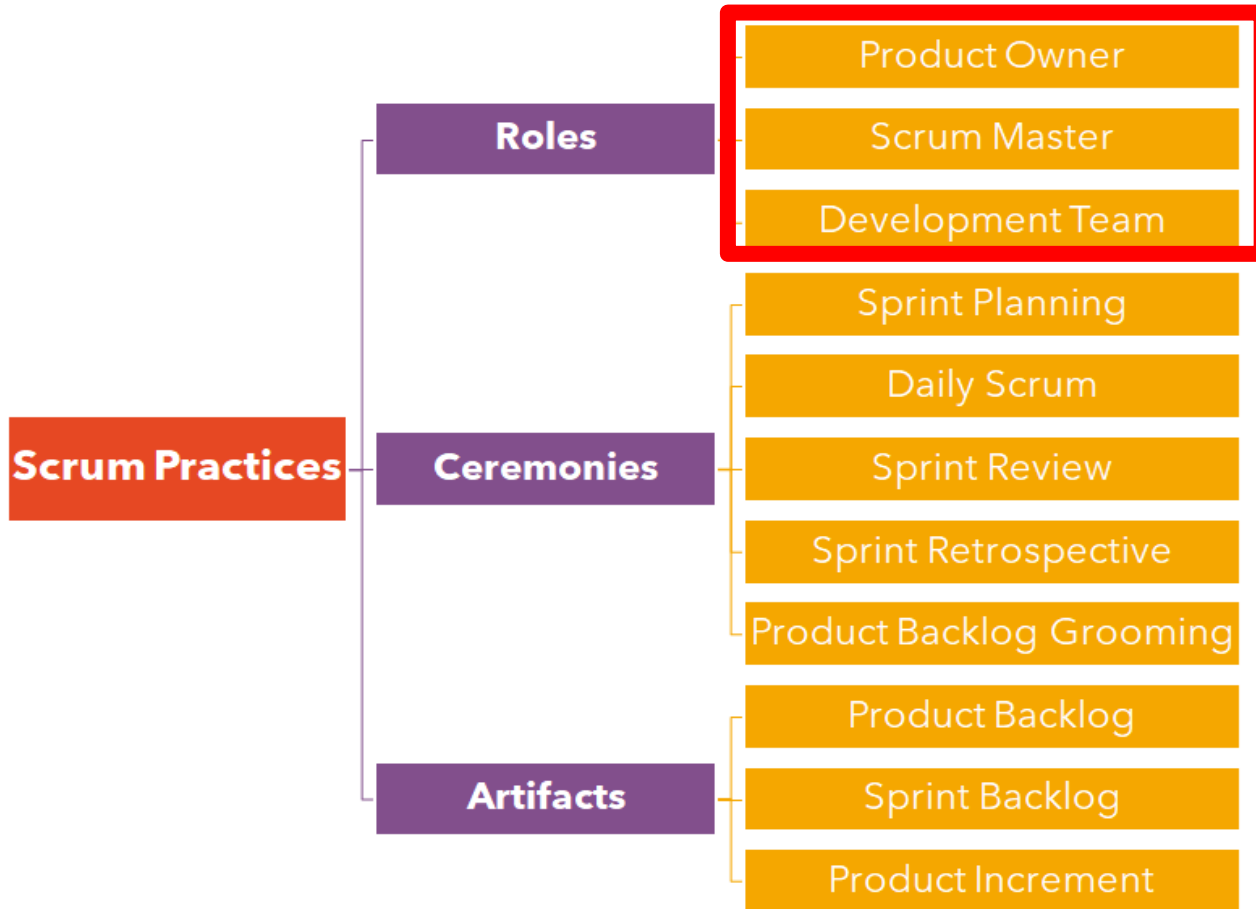 Scrum Practices
Roles
Product Owner
Scrum Master
Development Team
Ceremonies
Sprint Planning
Daily Scrum
Sprint Review
Sprint Retrospective
Product Backlog Grooming
Artifacts
Product Backlog
Sprint Backlog
Product Increment